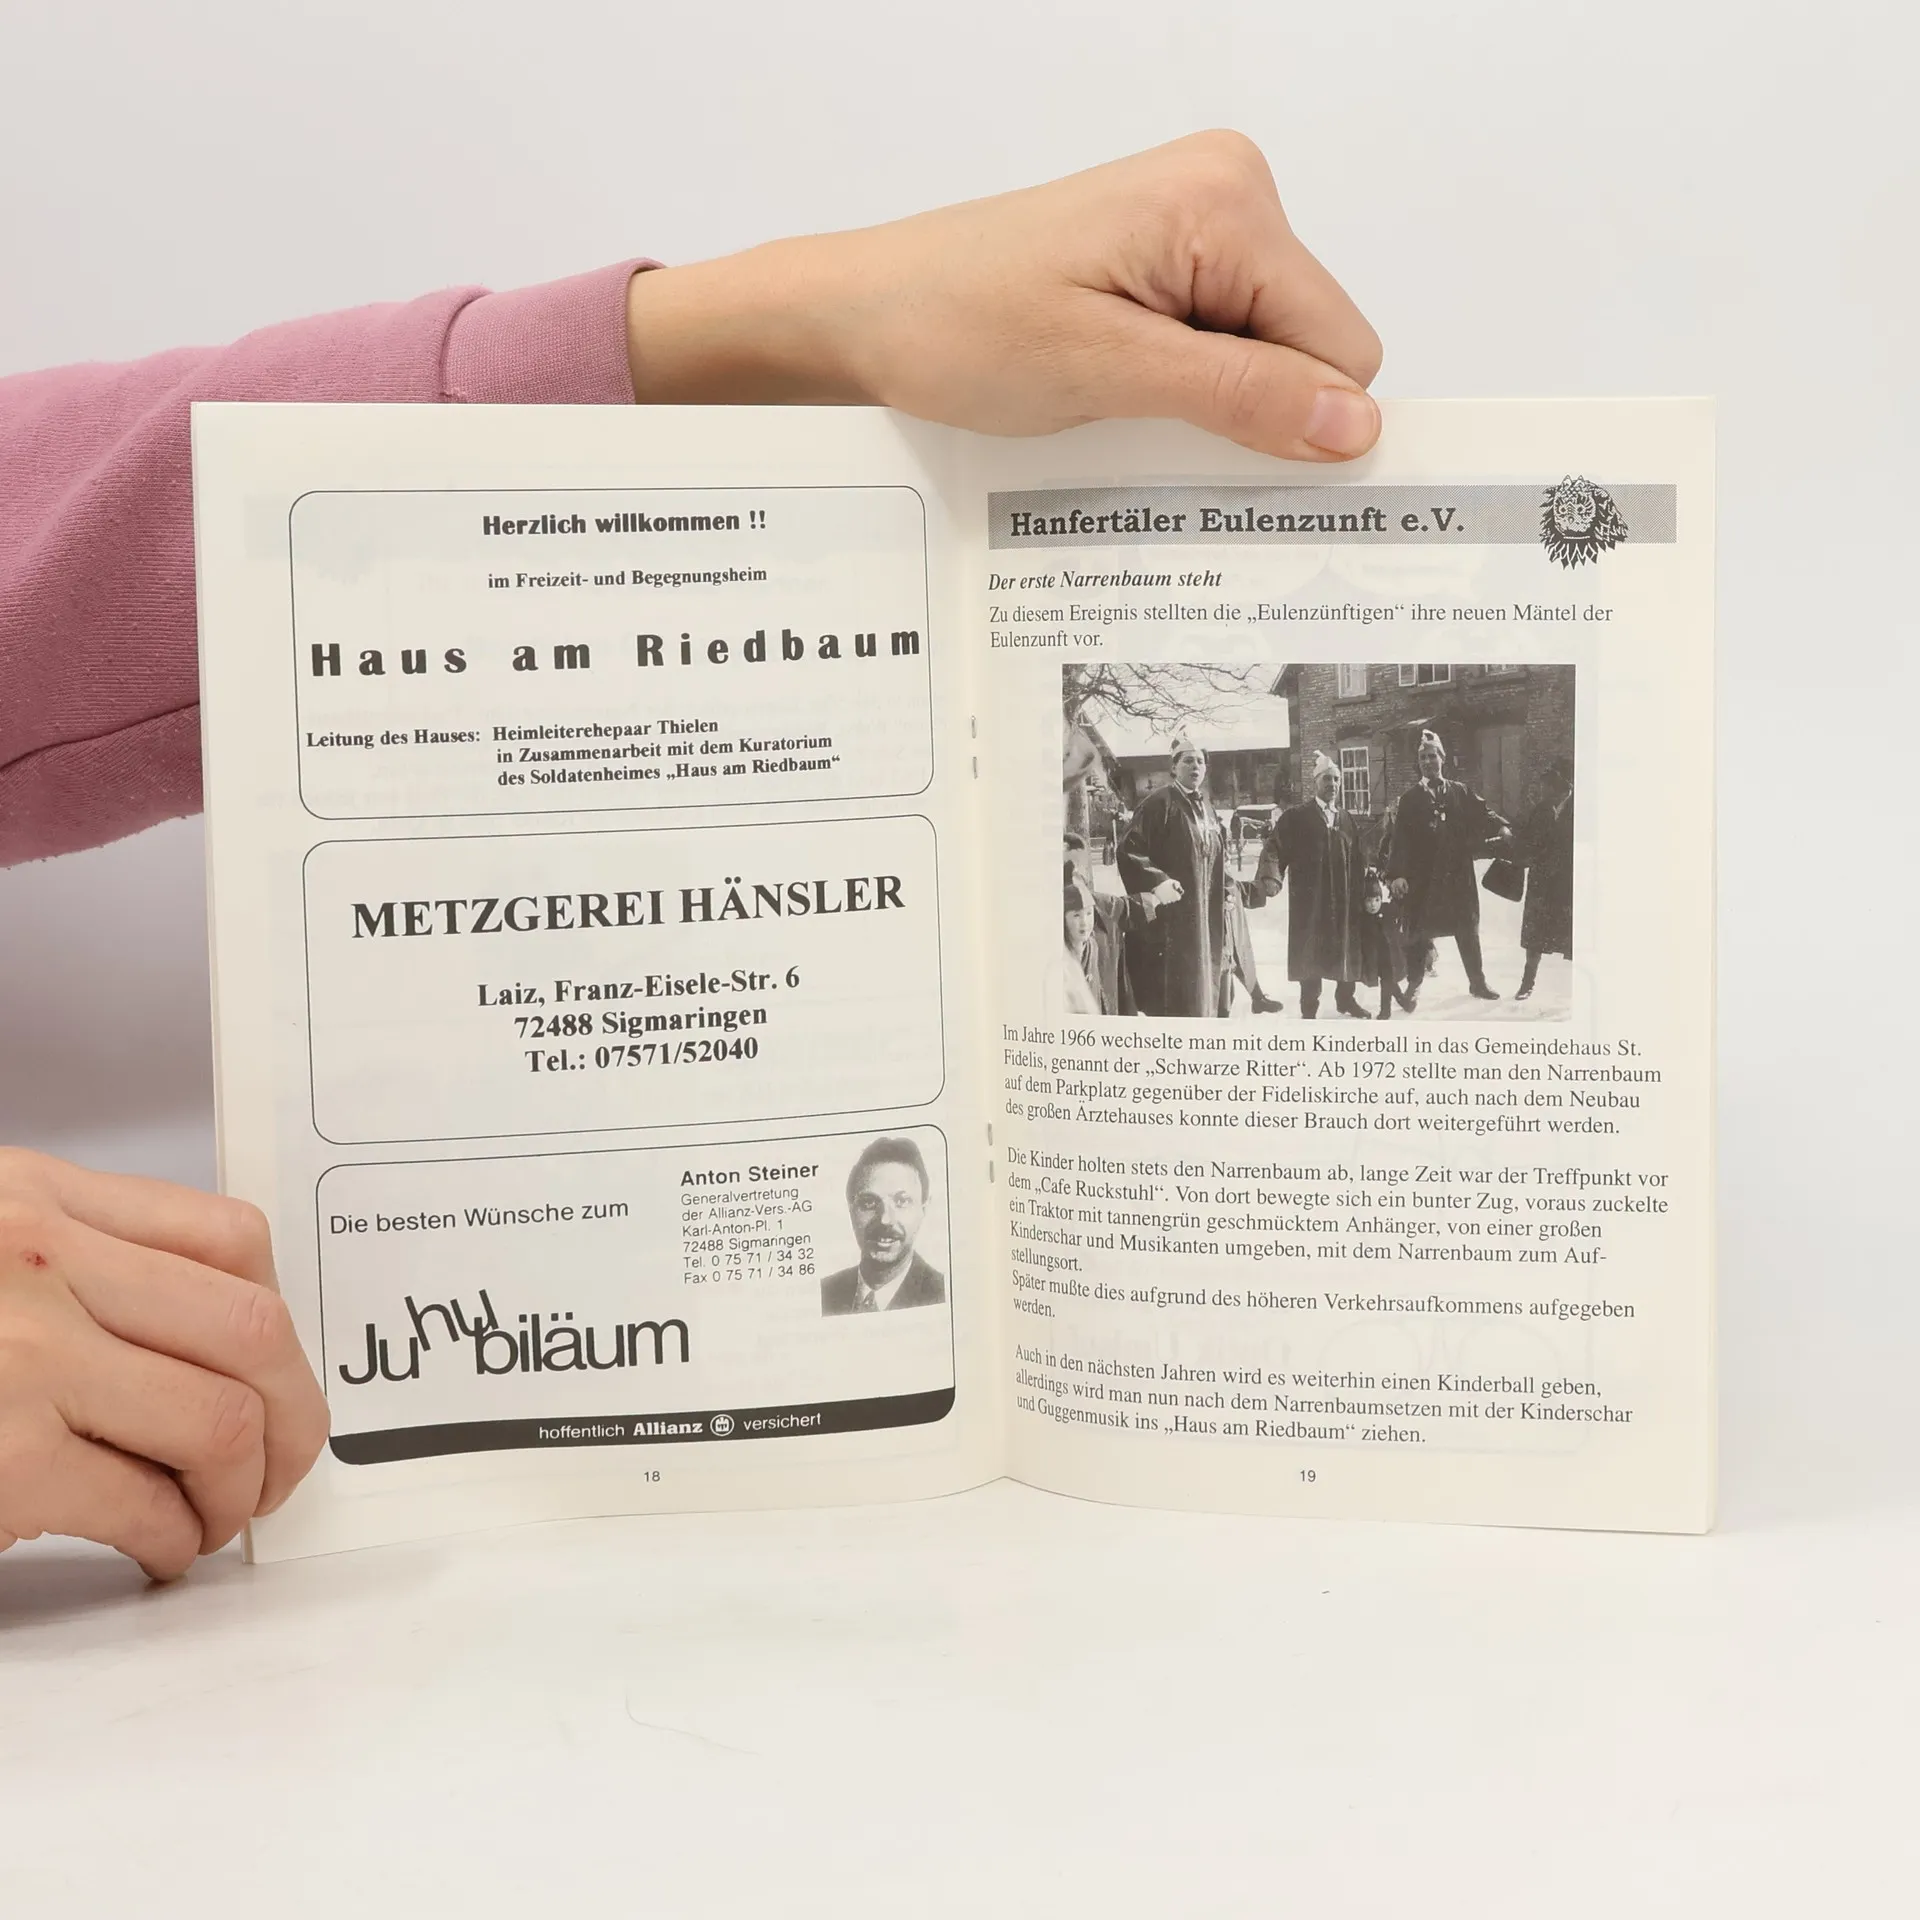 Herzlich willkommen !!
im Freizeit- und Begegnungsheim
Haus am Riedbaum
Leitung des Hauses: Heimleiterehepaar Thielen
in Zusammenarbeit mit dem Kuratorium
des Soldatenheimes „Haus am Riedbaum“
METZGEREI HÄNSLER
Laiz, Franz-Eisele-Str. 6
72488 Sigmaringen
Tel.: 07571/52040
Die besten Wünsche zum
Juhubiläum
Anton Steiner
Generalvertretung
der Allianz-Vers.-AG
Karl-Anton-Pl. 1
72488 Sigmaringen
Tel. 0 75 71 / 34 32
Fax 0 75 71 / 34 86
hoffentlich Allianz versichert
18
Hanfertäler Eulenzunft e.V.
Der erste Narrenbaum steht
Zu diesem Ereignis stellten die „Eulenzünftigen“ ihre neuen Mäntel der
Eulenzunft vor.
Im Jahre 1966 wechselte man mit dem Kinderball in das Gemeindehaus St.
Fidelis, genannt der „Schwarze Ritter“. Ab 1972 stellte man den Narrenbaum
auf dem Parkplatz gegenüber der Fideliskirche auf, auch nach dem Neubau
des großen Ärztehauses konnte dieser Brauch dort weitergeführt werden.
Die Kinder holten stets den Narrenbaum ab, lange Zeit war der Treffpunkt vor
dem „Cafe Ruckstuhl“. Von dort bewegte sich ein bunter Zug, voraus zuckelte
ein Traktor mit tannengrün geschmücktem Anhänger, von einer großen
Kinderschar und Musikanten umgeben, mit dem Narrenbaum zum Auf-
stellungsort.
Später mußte dies aufgrund des höheren Verkehrsaufkommens aufgegeben
werden.
Auch in den nächsten Jahren wird es weiterhin einen Kinderball geben,
allerdings wird man nun nach dem Narrenbaumsetzen mit der Kinderschar
und Guggenmusik ins „Haus am Riedbaum“ ziehen.
19